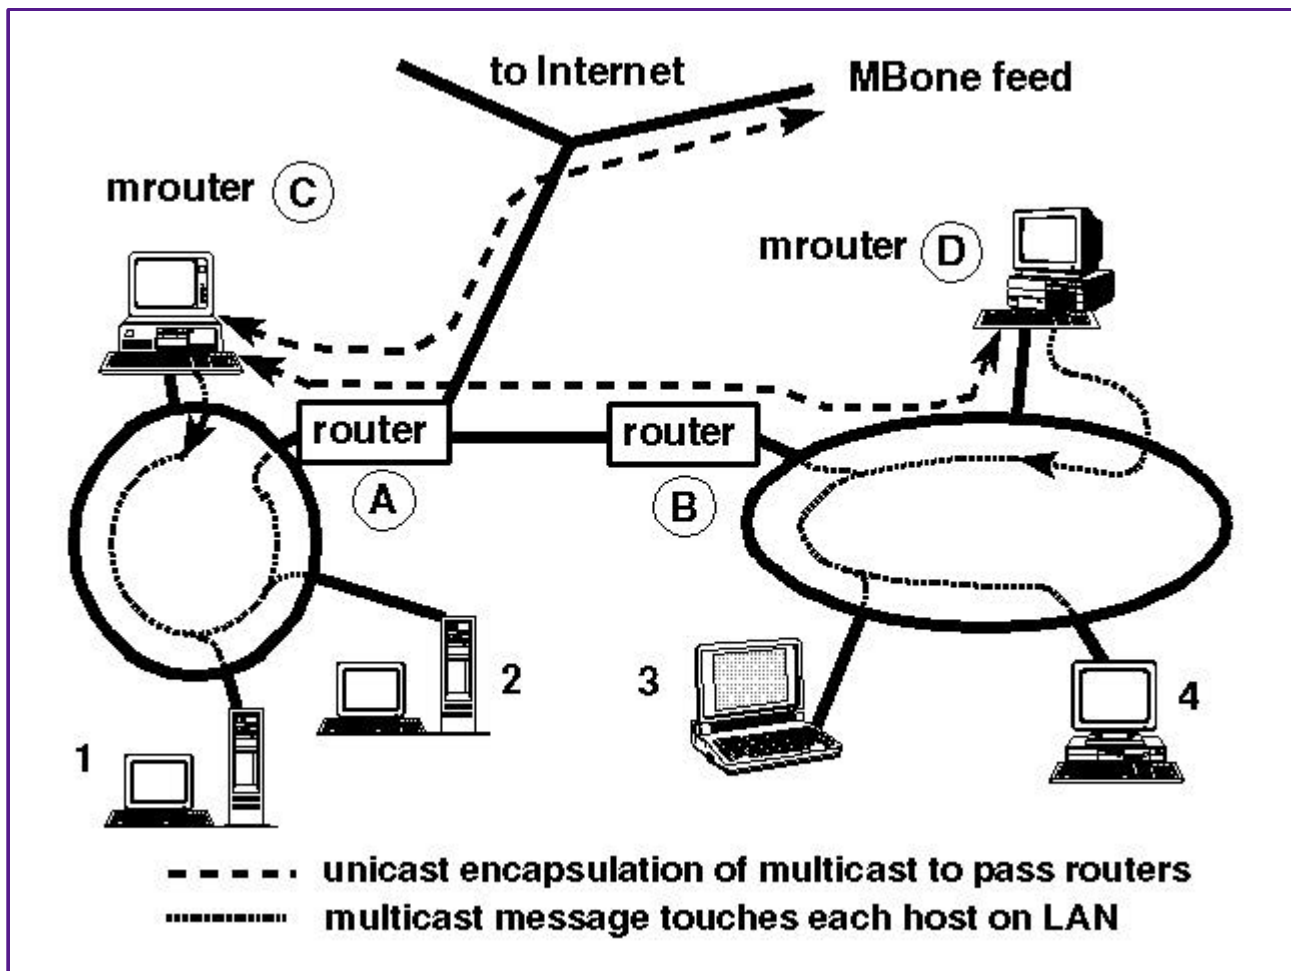 to Internet
MBone feed
mrouter C
mrouter D
router
router
A
B
2
3
4
1
unicast encapsulation of multicast to pass routers
multicast message touches each host on LAN